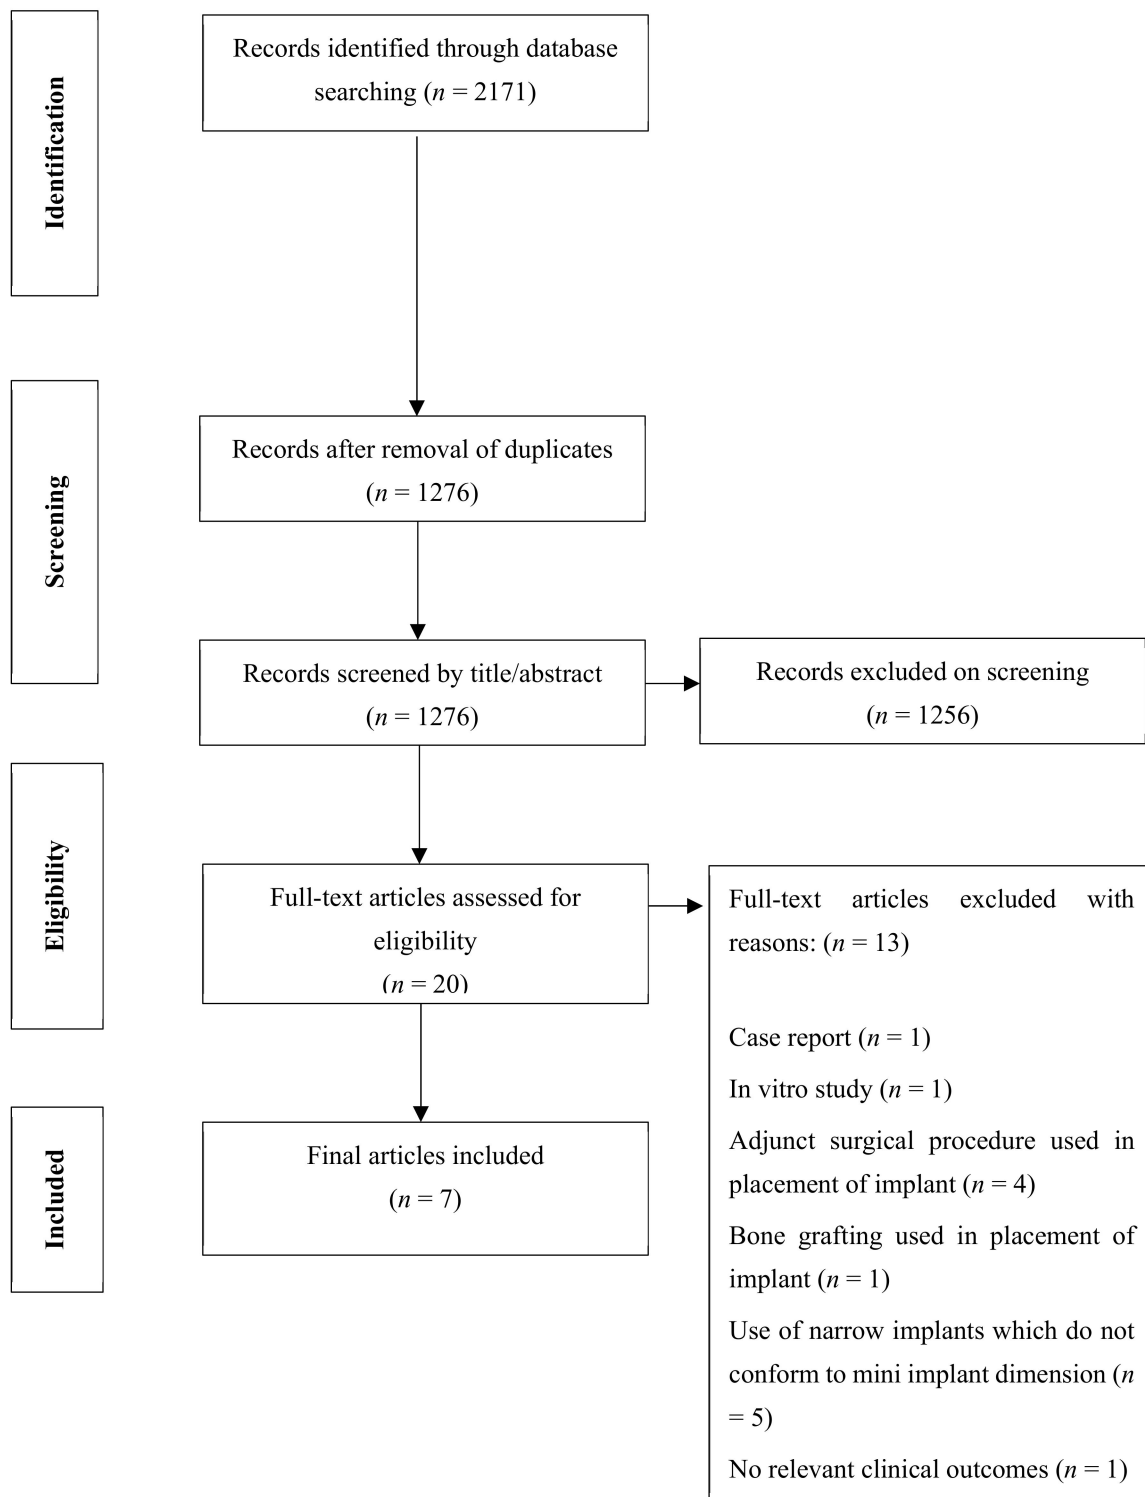 Identification
Records identified through database
searching (n = 2171)
Screening
Records after removal of duplicates
(n = 1276)
Records screened by title/abstract
(n = 1276)
Records excluded on screening
(n = 1256)
Eligibility
Full-text articles assessed for
eligibility
(n = 20)
Full-text articles excluded with
reasons: (n = 13)
Case report (n = 1)
In vitro study (n = 1)
Adjunct surgical procedure used in
placement of implant (n = 4)
Bone grafting used in placement of
implant (n = 1)
Use of narrow implants which do not
conform to mini implant dimension (n
= 5)
No relevant clinical outcomes (n = 1)
Included
Final articles included
(n = 7)